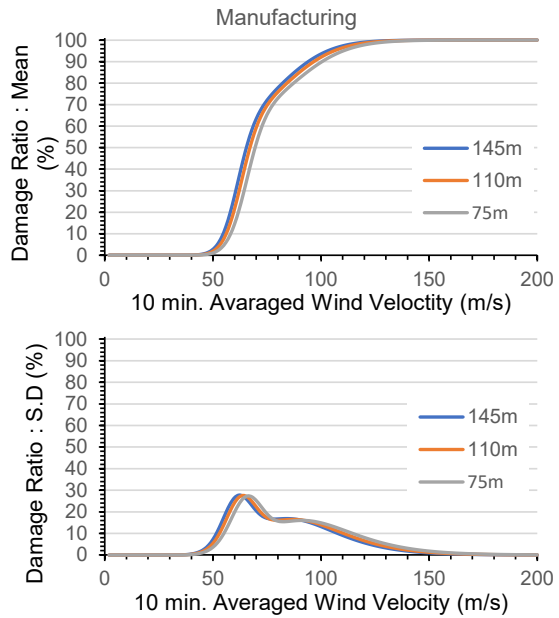 Manufacturing
Damage Ratio : Mean
(%)
100
90
80
70
60
50
40
30
20
10
0
145m
110m
75m
0 50 100 150 200
10 min. Avaraged Wind Veloctity (m/s)
Damage Ratio : S.D (%)
100
90
80
70
60
50
40
30
20
10
0
145m
110m
75m
0 50 100 150 200
10 min. Averaged Wind Velocity (m/s)